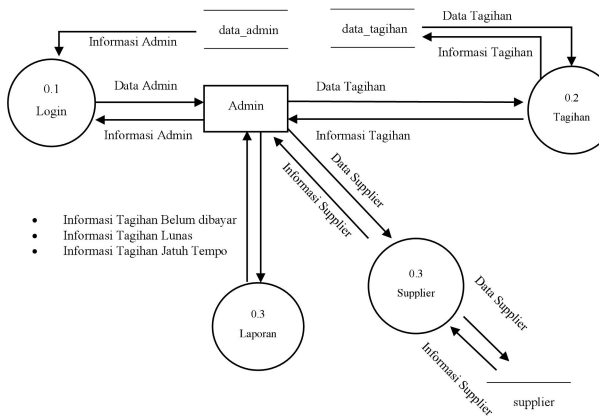 data_admin
data_tagihan
Data Tagihan
Informasi Tagihan
Informasi Admin
0.1
Login
Data Admin
Informasi Admin
Admin
Data Tagihan
Informasi Tagihan
0.2
Tagihan
Data Supplier
Informasi Supplier
• Informasi Tagihan Belum dibayar
• Informasi Tagihan Lunas
• Informasi Tagihan Jatuh Tempo
0.3
Laporan
0.3
Supplier
Data Supplier
Informasi Supplier
supplier